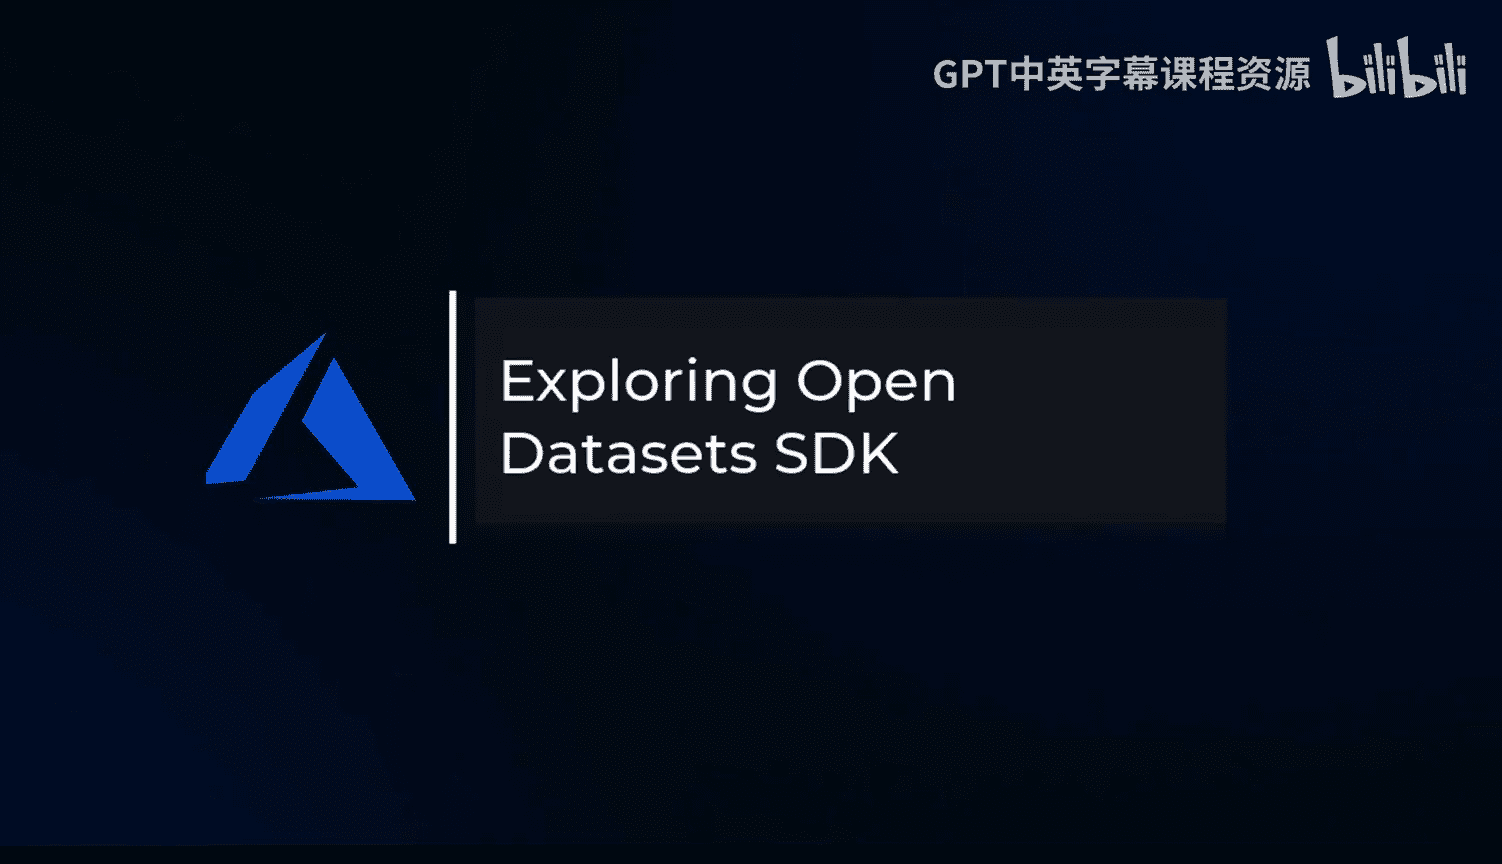 GPT中英字幕课程资源 bilibili
Exploring Open
Datasets SDK